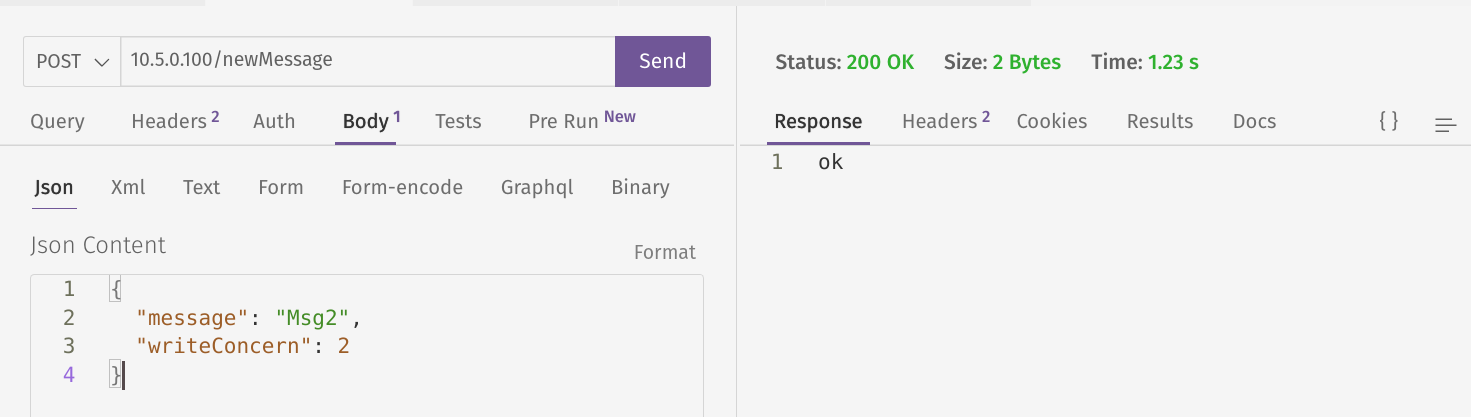 POST 10.5.0.100/newMessage Send
Query Headers 2 Auth Body 1 Tests Pre Run New
Json Xml Text Form Form-encode Graphql Binary
Json Content
Format
1 {
2 "message": "Msg2",
3 "writeConcern": 2
4 }
Status: 200 OK Size: 2 Bytes Time: 1.23 s
Response Headers 2 Cookies Results Docs { }
1 ok